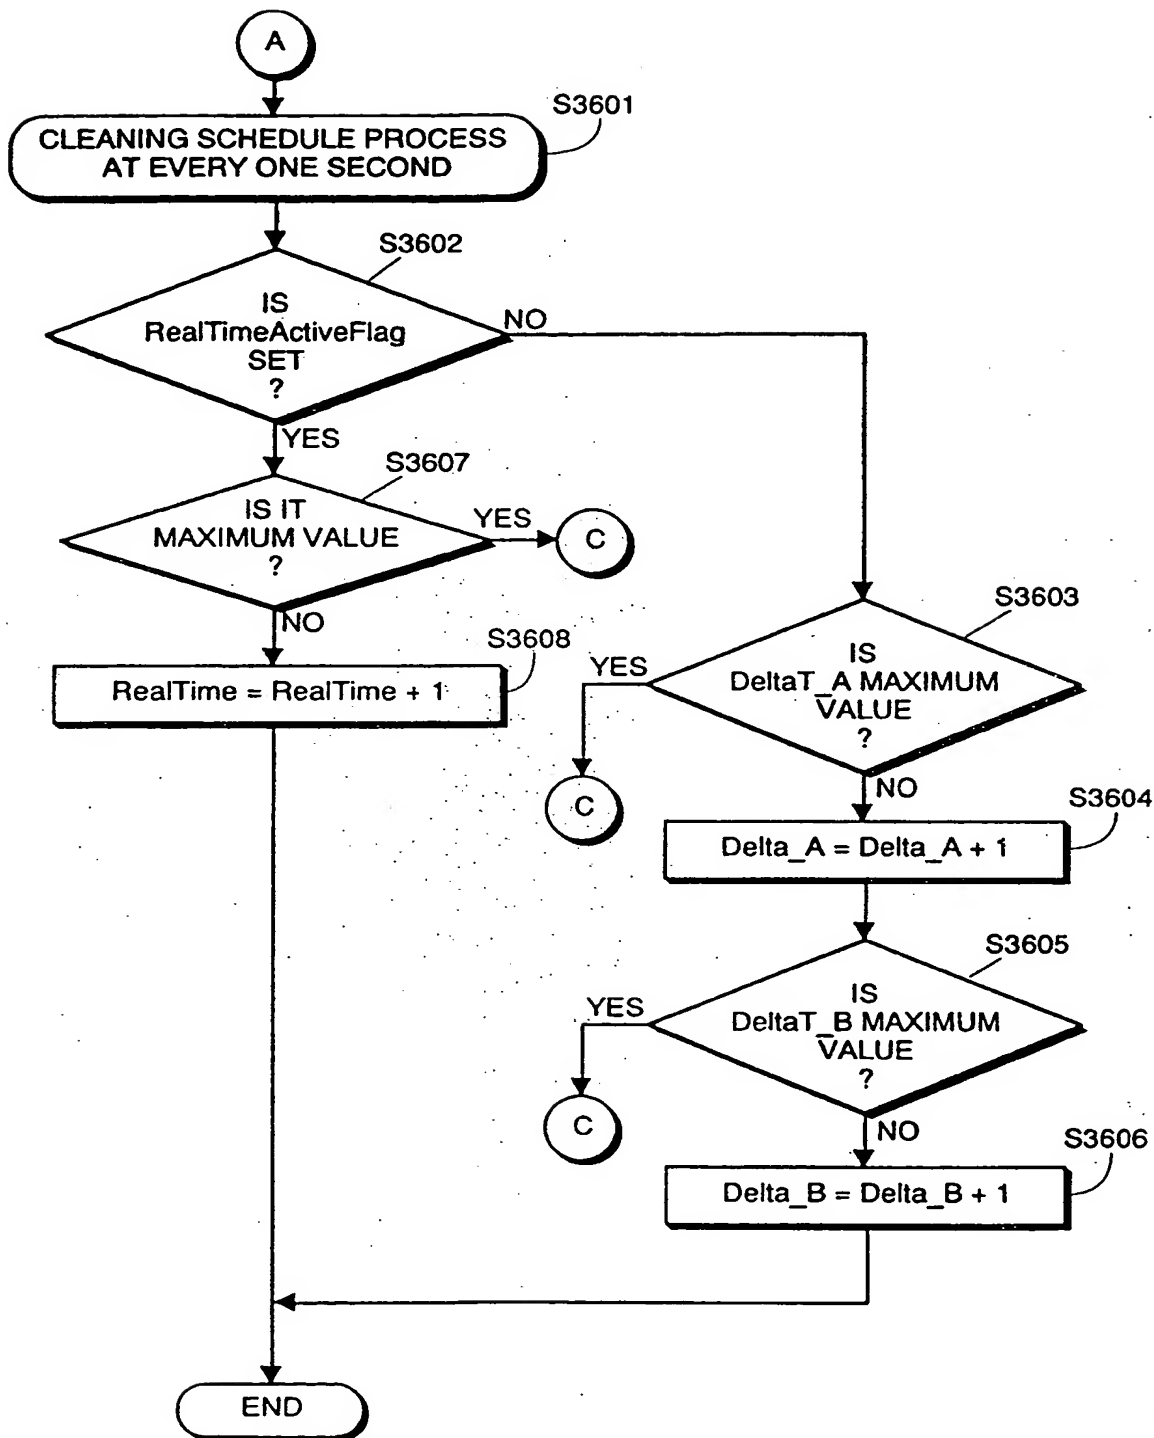 A
S3601
CLEANING SCHEDULE PROCESS
AT EVERY ONE SECOND
S3602
IS
RealTimeActiveFlag
SET
?
NO
YES
S3607
IS IT
MAXIMUM VALUE
?
YES
C
NO
S3608
RealTime = RealTime + 1
S3603
IS
DeltaT_A MAXIMUM
VALUE
?
YES
C
NO
S3604
Delta_A = Delta_A + 1
S3605
IS
DeltaT_B MAXIMUM
VALUE
?
YES
C
NO
S3606
Delta_B = Delta_B + 1
END